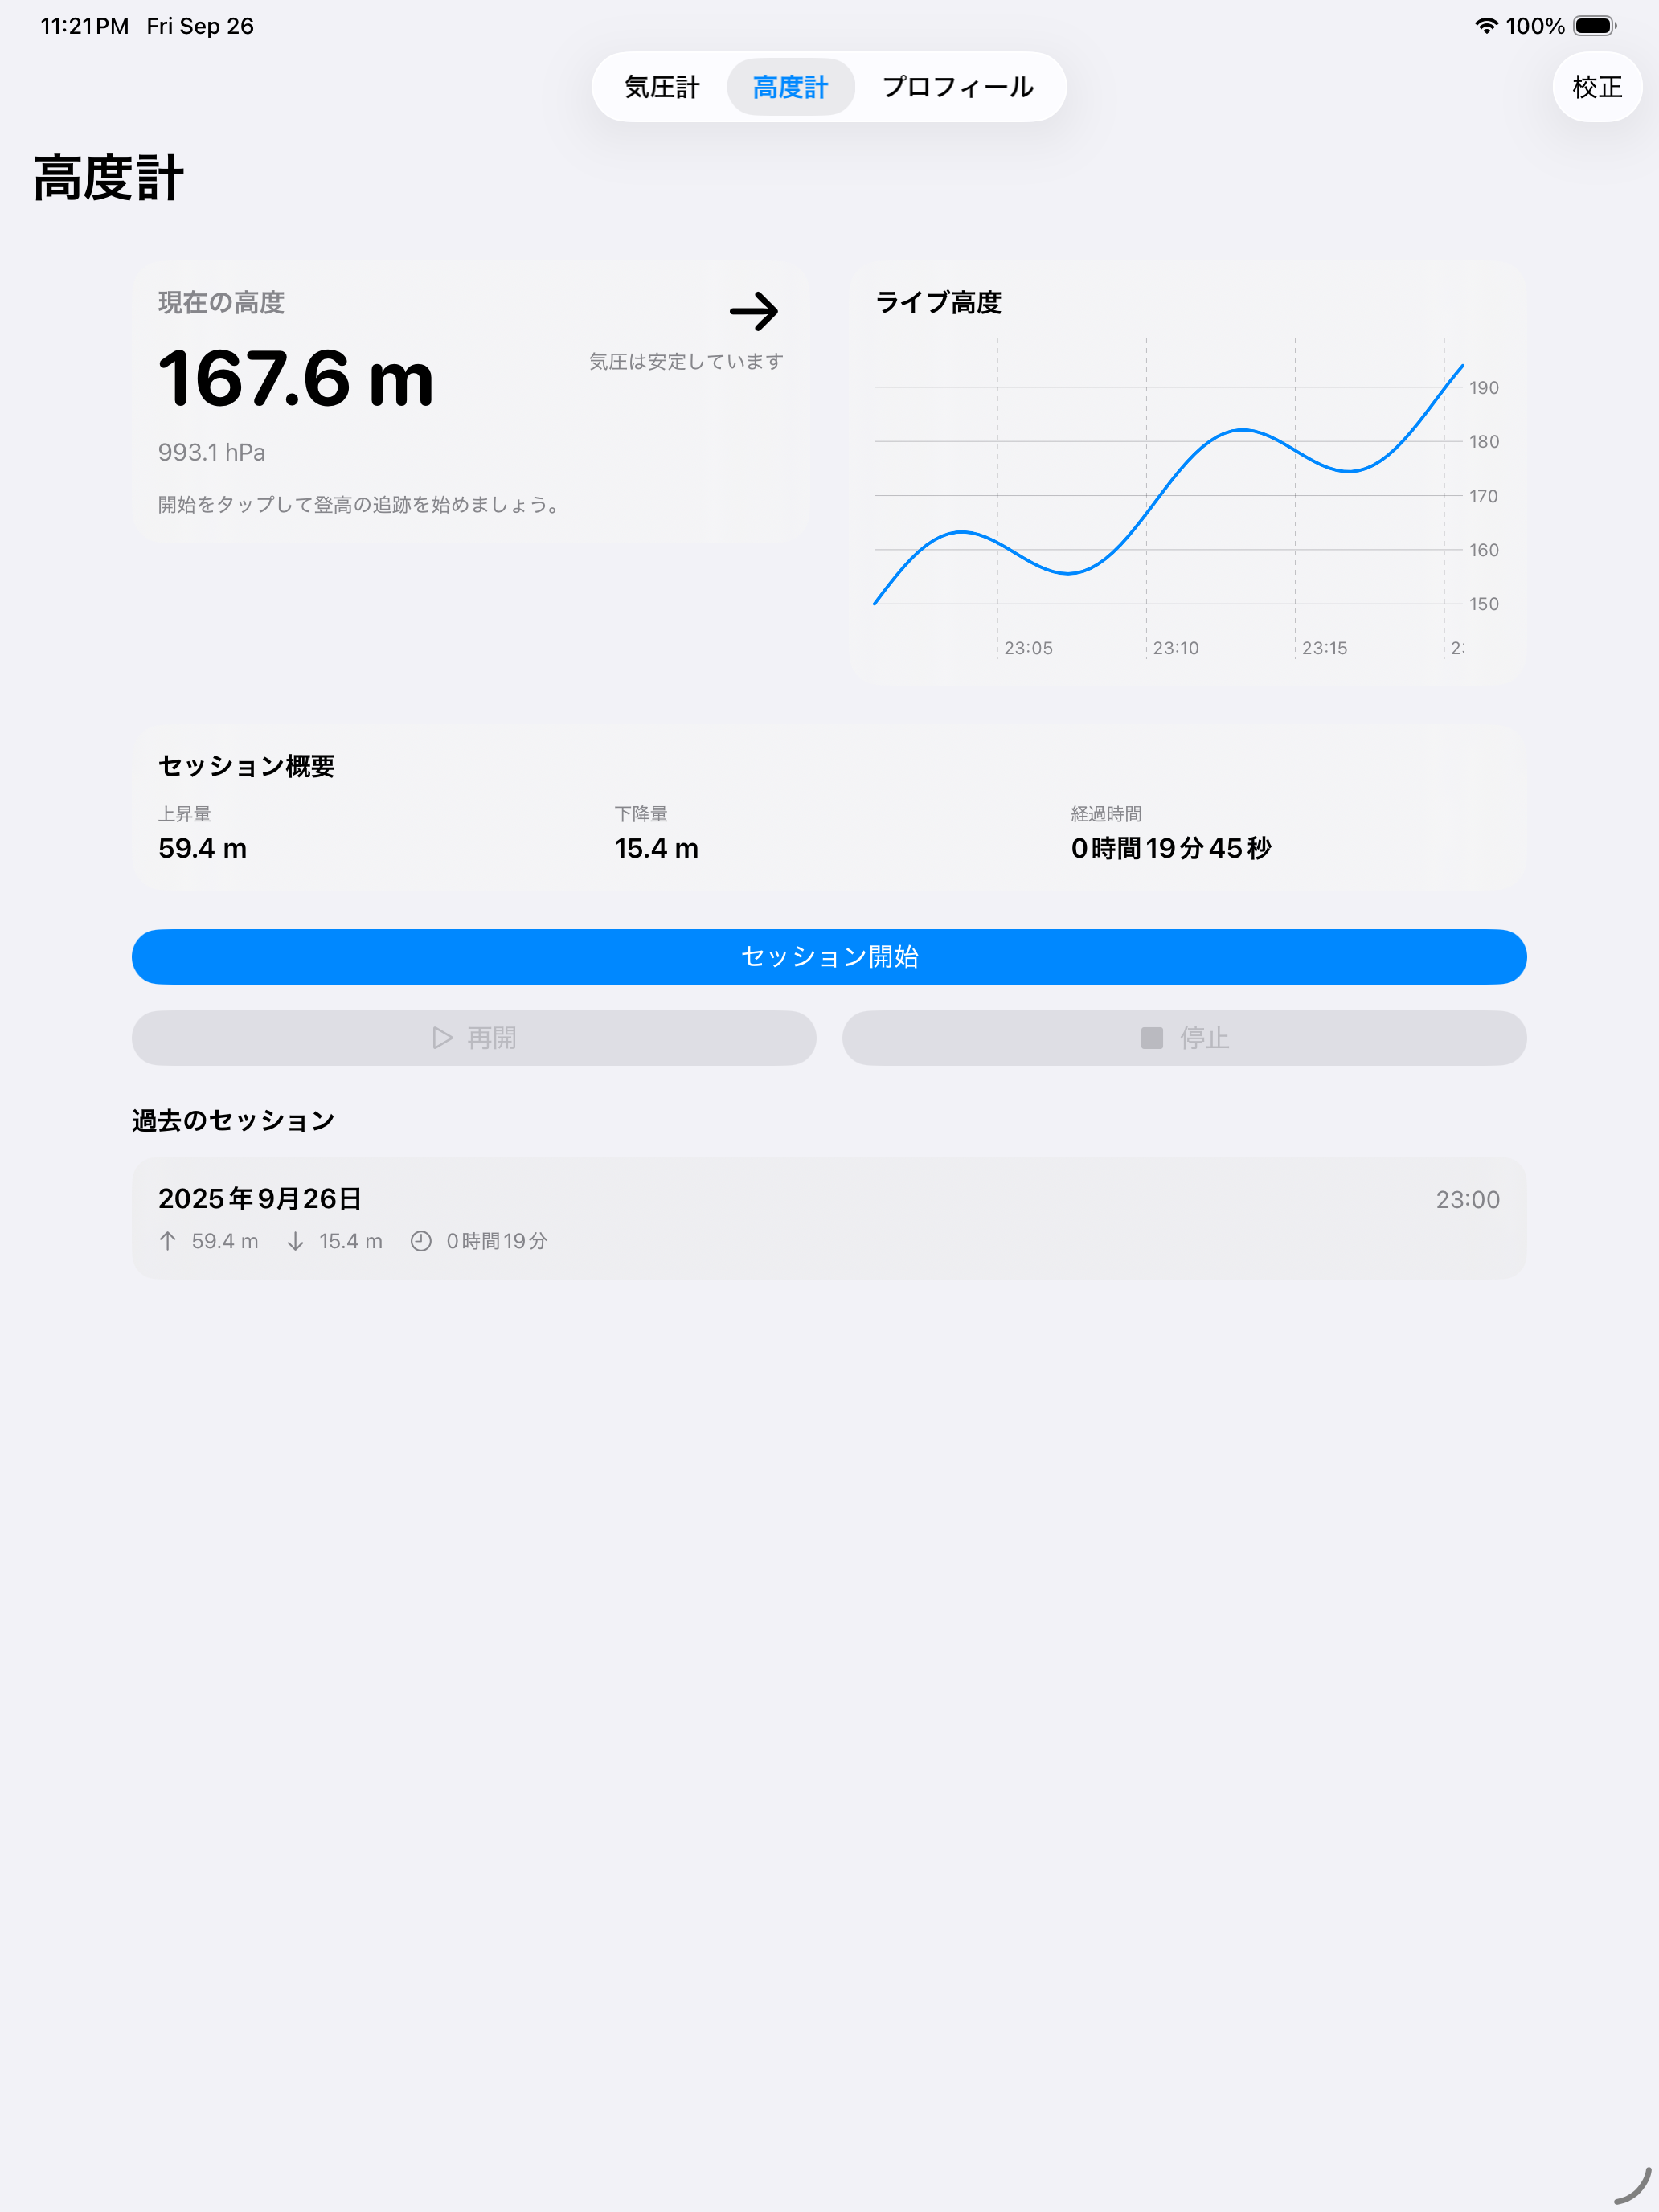 11:21 PM Fri Sep 26
100%
気圧計 高度計 プロフィール
校正
高度計
現在の高度
167.6 m
気圧は安定しています
993.1 hPa
開始をタップして登高の追跡を始めましょう。
ライブ高度
190
180
170
160
150
23:05 23:10 23:15 2:
セッション概要
上昇量 下降量 経過時間
59.4 m 15.4 m 0時間19分45秒
セッション開始
再開 停止
過去のセッション
2025年9月26日 23:00
59.4 m 15.4 m 0時間19分